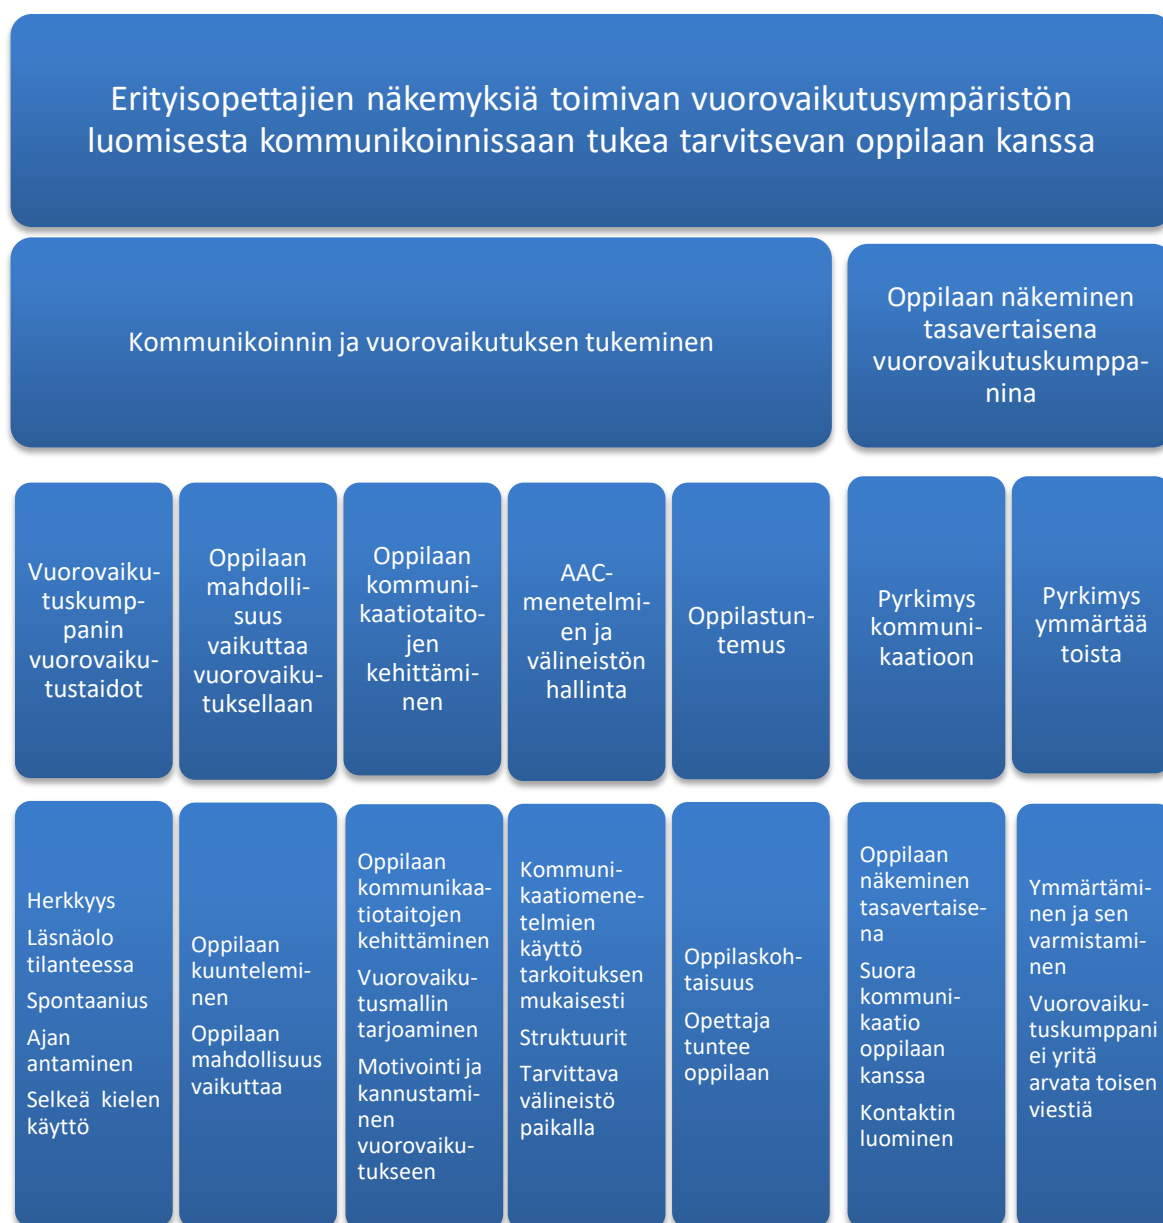 Erityisopettajien näkemyksiä toimivan vuorovaikutusympäristön
luomisesta kommunikoinnissaan tukea tarvitsevan oppilaan kanssa
Kommunikoinnin ja vuorovaikutuksen tukeminen
Oppilaan näkeminen
tasavertaisena
vuorovaikutuskumppa-
nina
Vuorovaiku-
tuskump-
panin
vuorovaiku-
tustaidot
Oppilaan
mahdolli-
suus
vaikuttaa
vuorovaiku-
tuksellaan
Oppilaan
kommuni-
kaatiotaito-
jen
kehittämi-
nen
AAC-
menetelmi-
en ja
välineistön
hallinta
Oppilastun-
temus
Pyrkimys
kommuni-
kaatioon
Pyrkimys
ymmärtää
toista
Herkkyys
Läsnäolo
tilanteessa
Spontaanius
Ajan
antaminen
Selkeä kielen
käyttö
Oppilaan
kuuntelemi-
nen
Oppilaan
mahdollisuus
vaikuttaa
Oppilaan
kommunikaa-
tiotaitojen
kehittäminen
Vuorovaiku-
tusmallin
tarjoaminen
Motivointi ja
kannustami-
nen
vuorovaiku-
tukseen
Kommuni-
kaatiomene-
telmien
käyttö
tarkoituksen
mukaisesti
Struktuurit
Tarvittava
välineistö
paikalla
Oppilaskoh-
taisuus
Opettaja
tuntee
oppilaan
Oppilaan
näkeminen
tasavertaise-
na
Suora
kommuni-
kaatio
oppilaan
kanssa
Kontaktin
luominen
Ymmärtämi-
nen ja sen
varmistami-
nen
Vuorovaiku-
tuskumppani
ei yritä
arvata toisen
viestiä